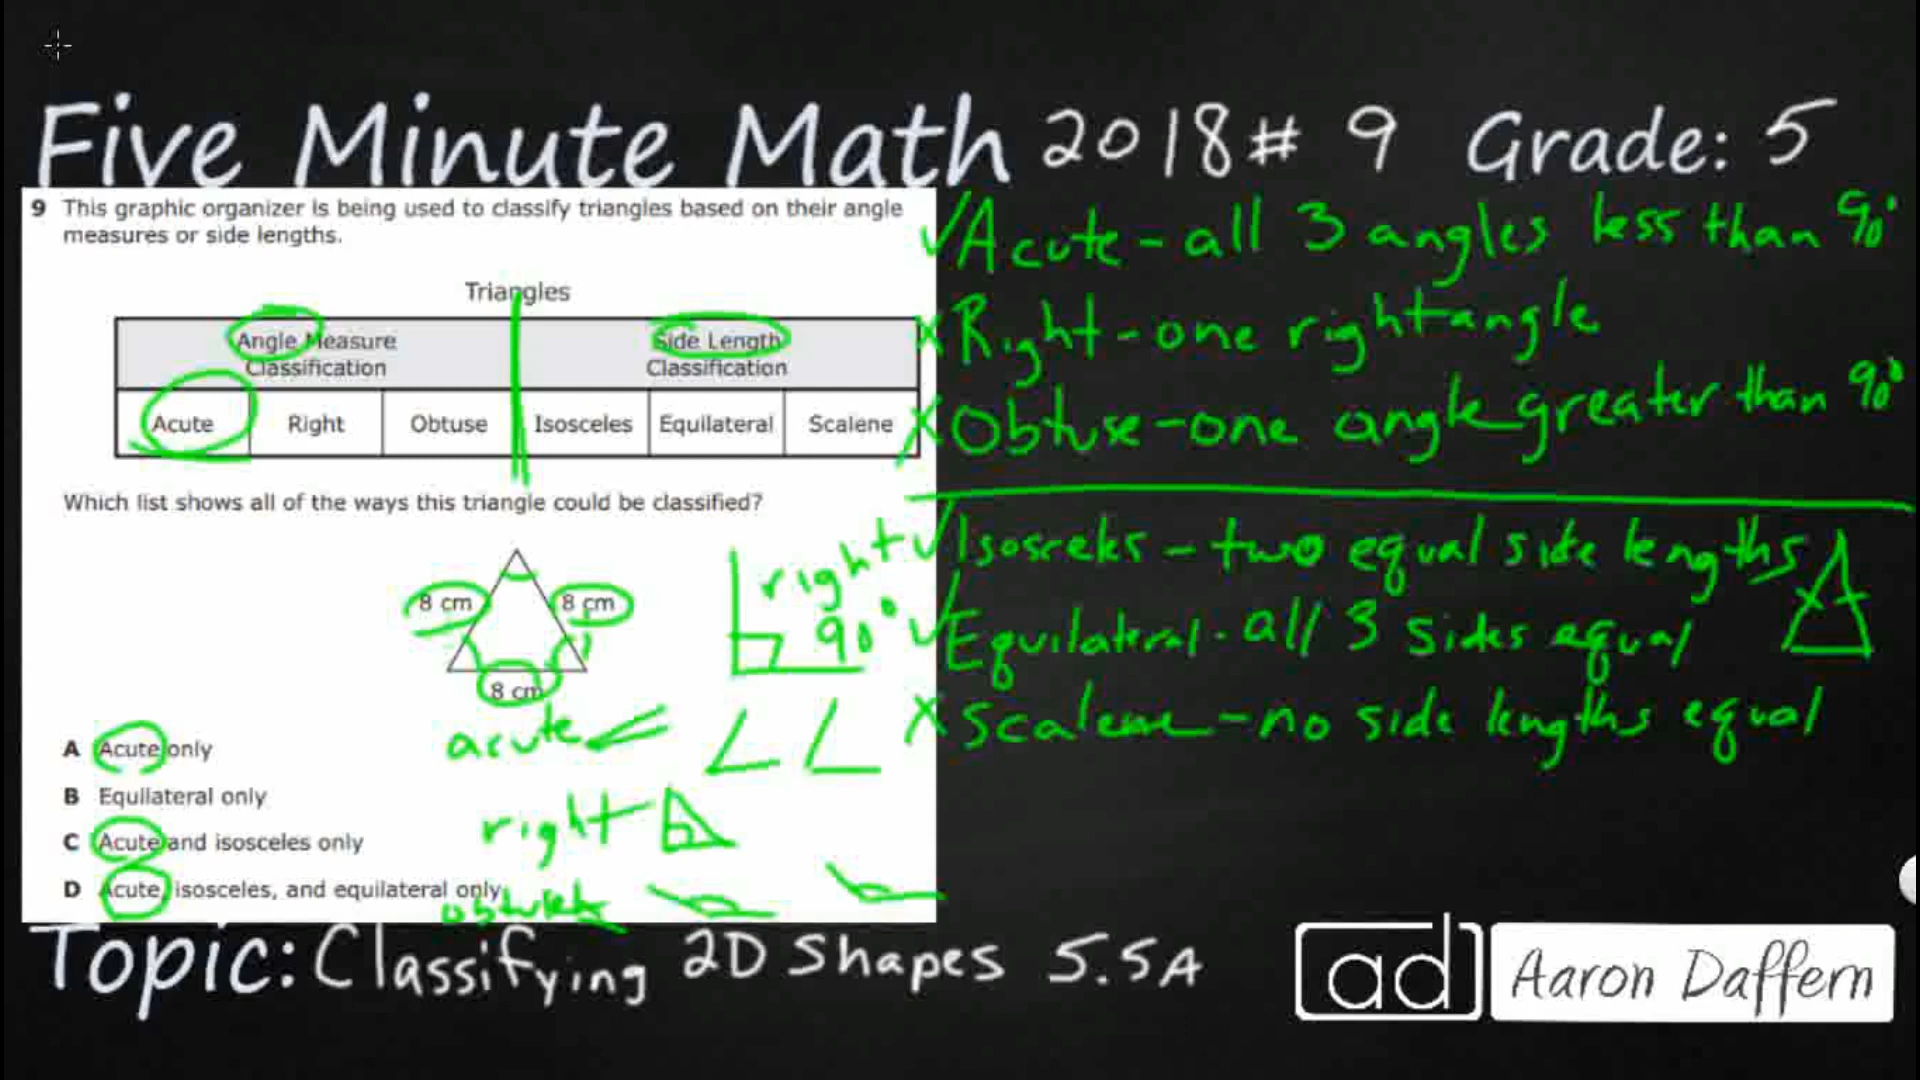 Five Minute Math 2018 # 9 Grade: 5
9 This graphic organizer is being used to classify triangles based on their angle
measures or side lengths.
Triangles
Angle Measure
Classification
Side Length
Classification
Acute Right Obtuse Isosceles Equilateral Scalene
Which list shows all of the ways this triangle could be classified?
8 cm 8 cm
8 cm
right
90°
A Acute only
B Equilateral only
C Acute and isosceles only
D Acute, isosceles, and equilateral only
acute
right
obtuse
✓Acute - all 3 angles less than 90°
XRight - one right angle
XObtuse - one angle greater than 90°
✓Isosceles - two equal side lengths
✓Equilateral - all 3 sides equal
XScalene - no side lengths equal
Topic: Classifying 2D Shapes 5.5A
ad Aaron Daffern